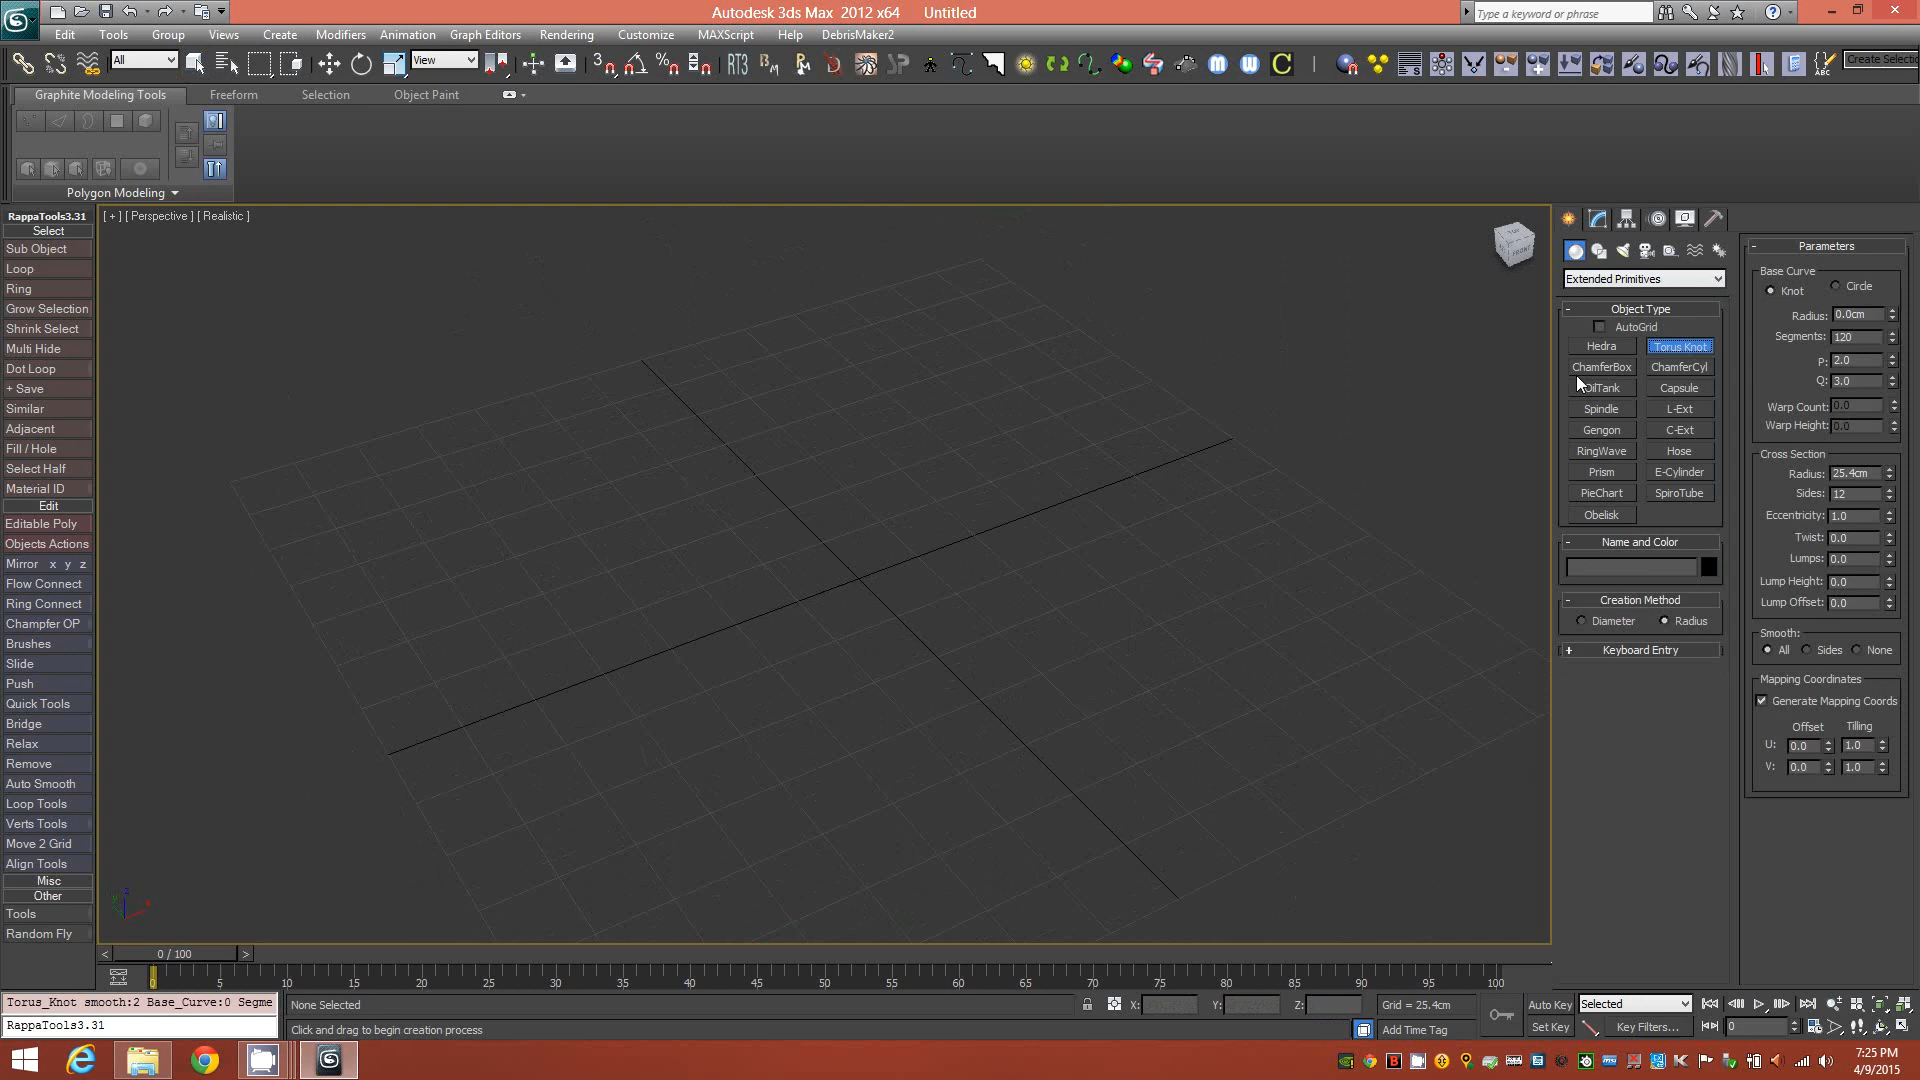 Autodesk 3ds Max 2012 x64 Untitled
Type a keyword or phrase
Edit Tools Group Views Create Modifiers Animation Graph Editors Rendering Customize MAXScript Help DebrisMaker2
All View Create Selectio
Graphite Modeling Tools Freeform Selection Object Paint
Polygon Modeling
RappaTools3.31
Select
Sub Object
Loop
Ring
Grow Selection
Shrink Select
Multi Hide
Dot Loop
+ Save
Similar
Adjacent
Fill / Hole
Select Half
Material ID
Edit
Editable Poly
Objects Actions
Mirror x y z
Flow Connect
Ring Connect
Champfer OP
Brushes
Slide
Push
Quick Tools
Bridge
Relax
Remove
Auto Smooth
Loop Tools
Verts Tools
Move 2 Grid
Align Tools
Misc
Other
Tools
Random Fly
[ + ] [ Perspective ] [ Realistic ]
TOP
FRONT
Extended Primitives
- Object Type
AutoGrid
Hedra Torus Knot
ChamferBox ChamferCyl
OilTank Capsule
Spindle L-Ext
Gengon C-Ext
RingWave Hose
Prism E-Cylinder
PieChart SpiroTube
Obelisk
- Name and Color
- Creation Method
Diameter Radius
+ Keyboard Entry
- Parameters
Base Curve
Knot Circle
Radius: 0.0cm
Segments: 120
P: 2.0
Q: 3.0
Warp Count: 0.0
Warp Height: 0.0
Cross Section
Radius: 25.4cm
Sides: 12
Eccentricity: 1.0
Twist: 0.0
Lumps: 0.0
Lump Height: 0.0
Lump Offset: 0.0
Smooth:
All Sides None
Mapping Coordinates
Generate Mapping Coords
Offset Tilling
U: 0.0 1.0
V: 0.0 1.0
< 0 / 100 >
0 5 10 15 20 25 30 35 40 45 50 55 60 65 70 75 80 85 90 95 100
Torus_Knot smooth:2 Base_Curve:0 Segme
RappaTools3.31
None Selected X: Y: Z: Grid = 25.4cm Auto Key Selected
Click and drag to begin creation process Add Time Tag Set Key Key Filters... 0
7:25 PM
4/9/2015